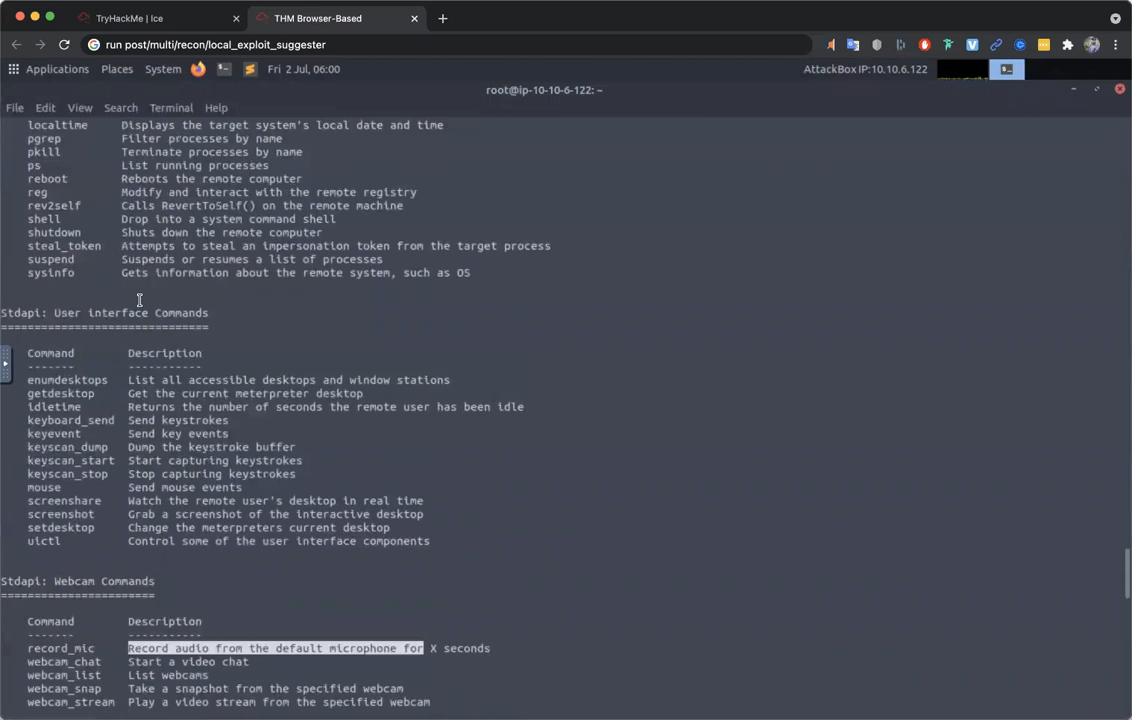 TryHackMe | Ice
THM Browser-Based
run post/multi/recon/local_exploit_suggester
Applications Places System Fri 2 Jul, 06:00 AttackBox IP:10.10.6.122
root@ip-10-10-6-122: ~
File Edit View Search Terminal Help
localtime Displays the target system's local date and time
pgrep Filter processes by name
pkill Terminate processes by name
ps List running processes
reboot Reboots the remote computer
reg Modify and interact with the remote registry
rev2self Calls RevertToSelf() on the remote machine
shell Drop into a system command shell
shutdown Shuts down the remote computer
steal_token Attempts to steal an impersonation token from the target process
suspend Suspends or resumes a list of processes
sysinfo Gets information about the remote system, such as OS
Stdapi: User interface Commands
===============================
Command Description
------- -----------
enumdesktops List all accessible desktops and window stations
getdesktop Get the current meterpreter desktop
idletime Returns the number of seconds the remote user has been idle
keyboard_send Send keystrokes
keyevent Send key events
keyscan_dump Dump the keystroke buffer
keyscan_start Start capturing keystrokes
keyscan_stop Stop capturing keystrokes
mouse Send mouse events
screenshare Watch the remote user's desktop in real time
screenshot Grab a screenshot of the interactive desktop
setdesktop Change the meterpreters current desktop
uictl Control some of the user interface components
Stdapi: Webcam Commands
=======================
Command Description
------- -----------
record_mic Record audio from the default microphone for X seconds
webcam_chat Start a video chat
webcam_list List webcams
webcam_snap Take a snapshot from the specified webcam
webcam_stream Play a video stream from the specified webcam